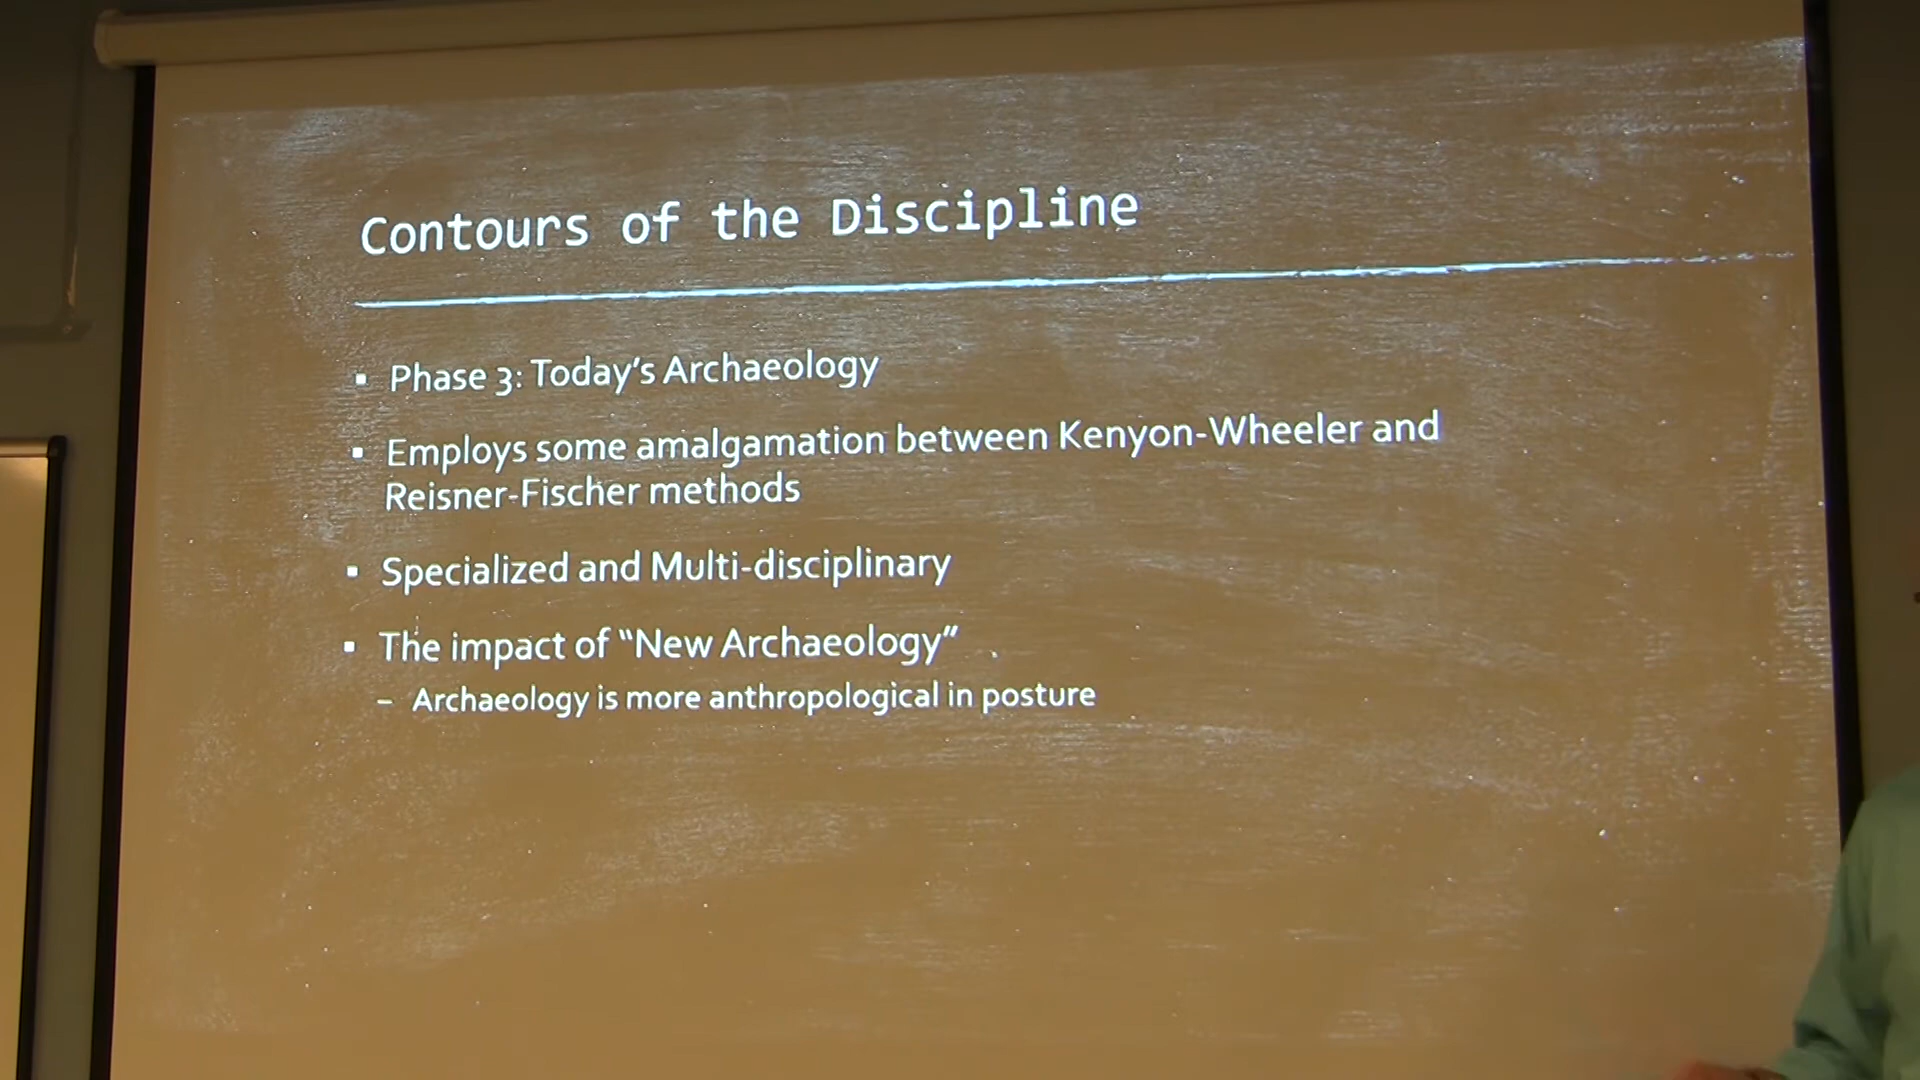 Contours of the Discipline
▪ Phase 3: Today's Archaeology
▪ Employs some amalgamation between Kenyon-Wheeler and
Reisner-Fischer methods
▪ Specialized and Multi-disciplinary
▪ The impact of “New Archaeology”
– Archaeology is more anthropological in posture